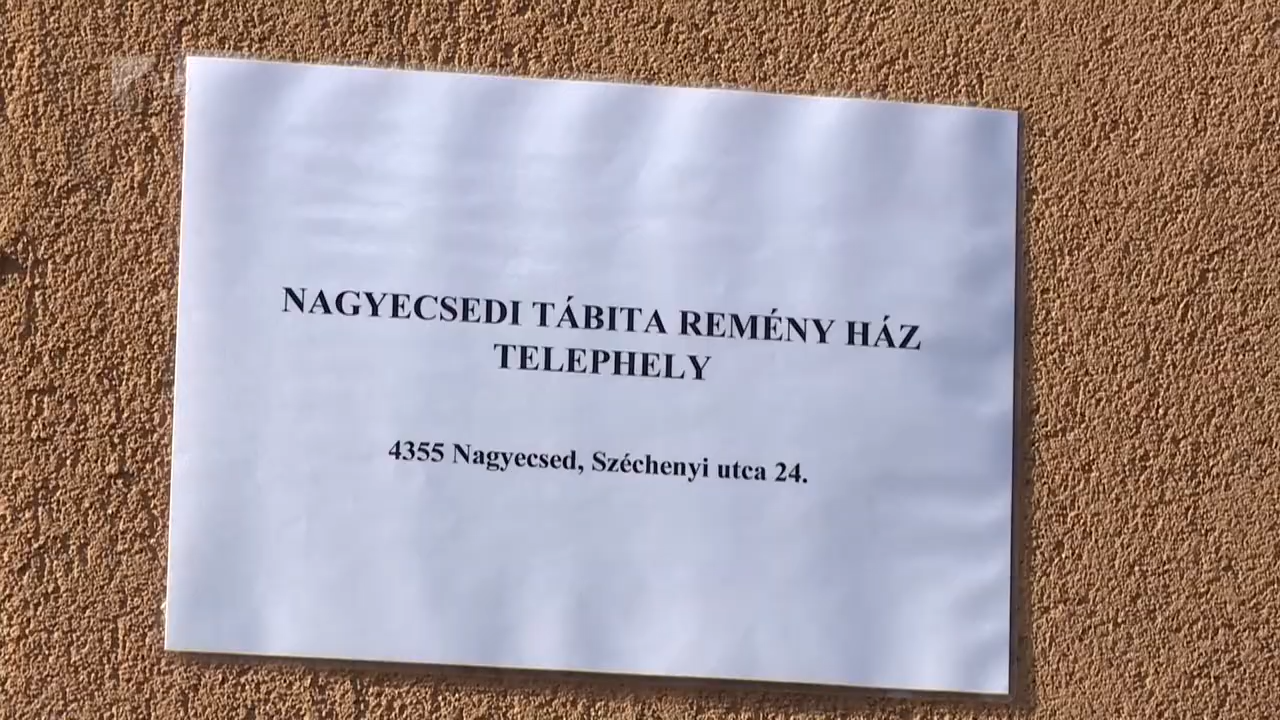 NAGYECSEDI TÁBITA REMÉNY HÁZ
TELEPHELY
4355 Nagyecsed, Széchenyi utca 24.